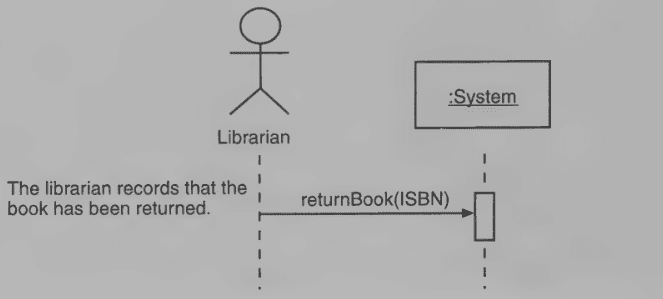 :System
Librarian
The librarian records that the
book has been returned.
returnBook(ISBN)